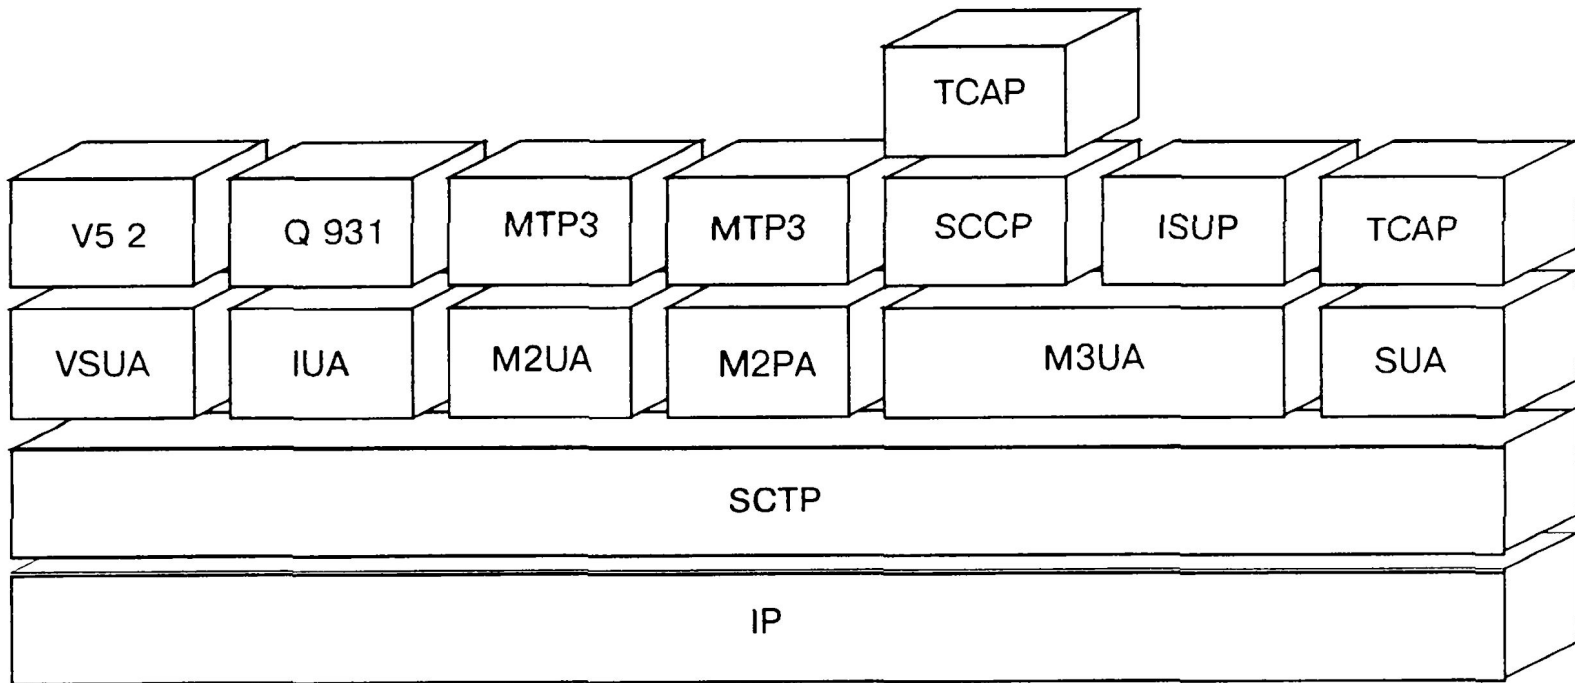 TCAP
V5 2
Q 931
MTP3
MTP3
SCCP
ISUP
TCAP
VSUA
IUA
M2UA
M2PA
M3UA
SUA
SCTP
IP